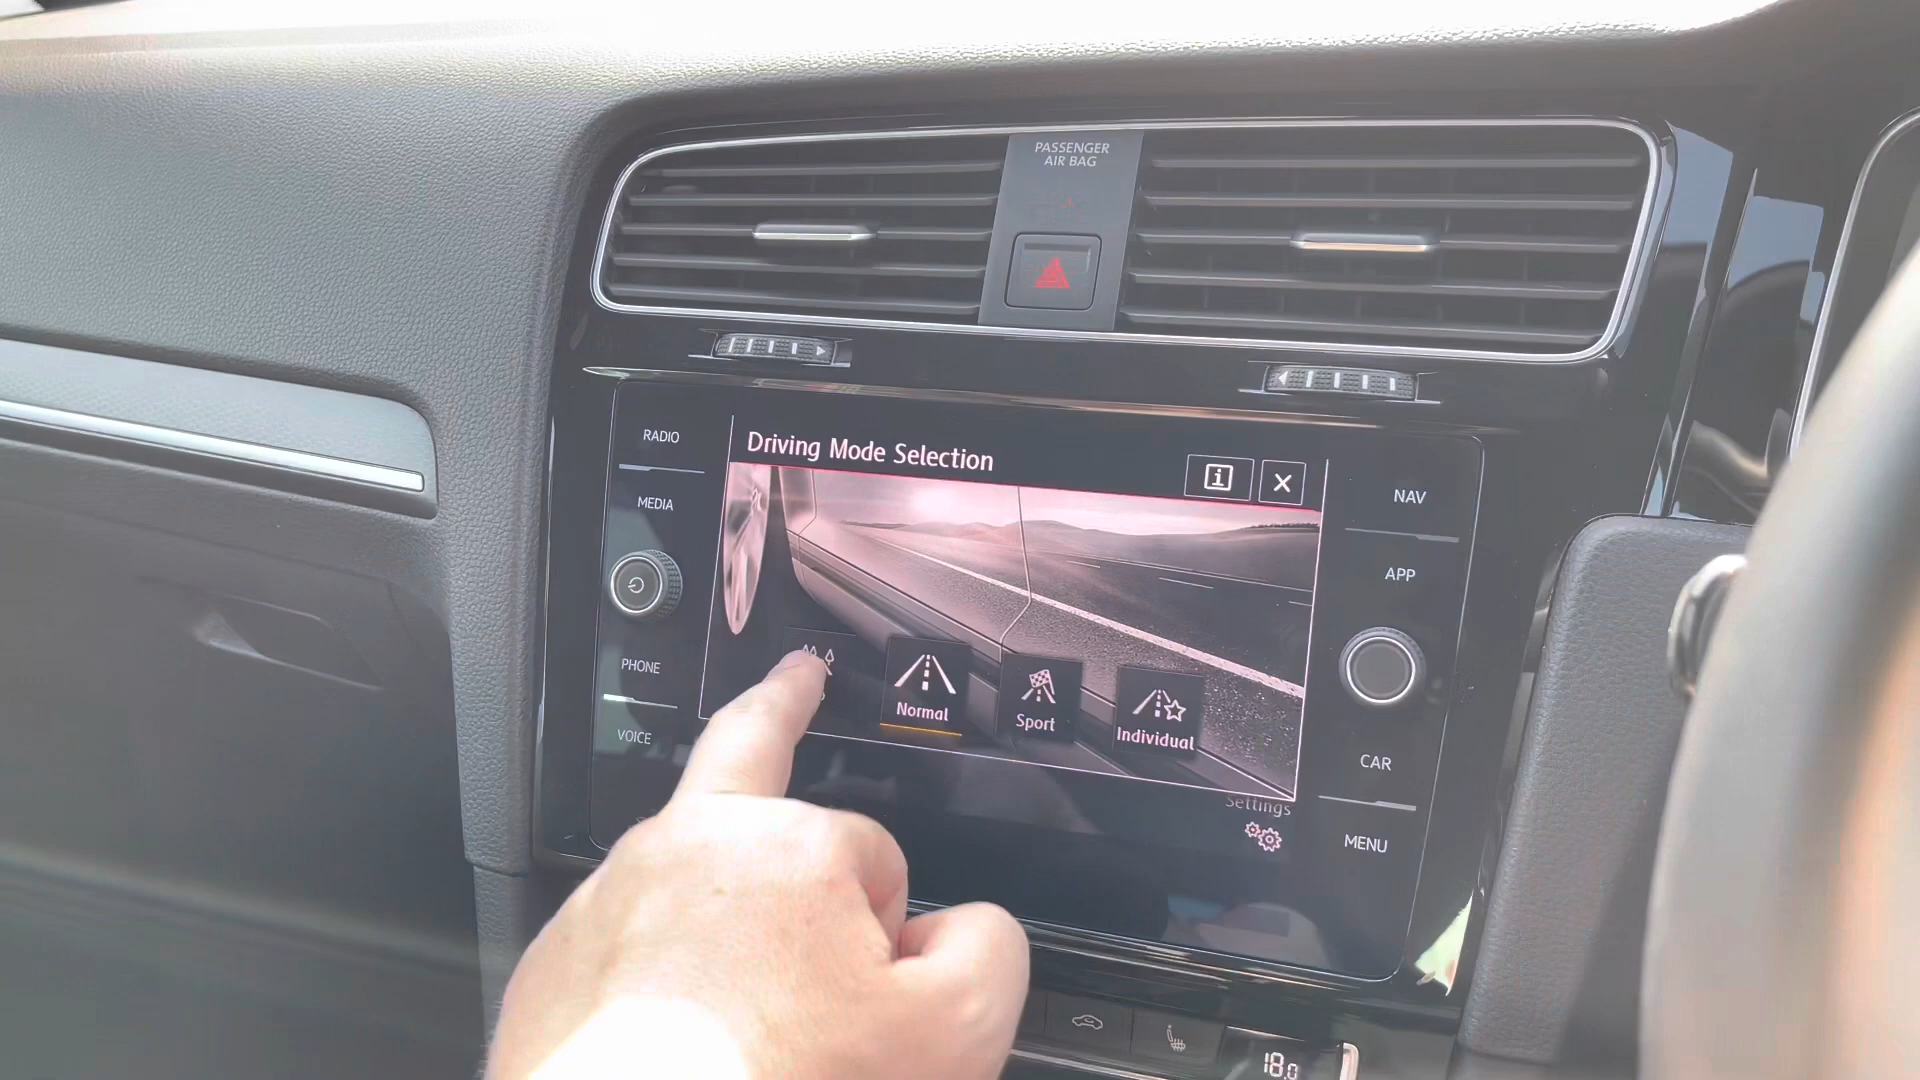 PASSENGER
AIR BAG
RADIO
MEDIA
PHONE
VOICE
Driving Mode Selection
i
Normal
Sport
Individual
Settings
NAV
APP
CAR
MENU
18.0